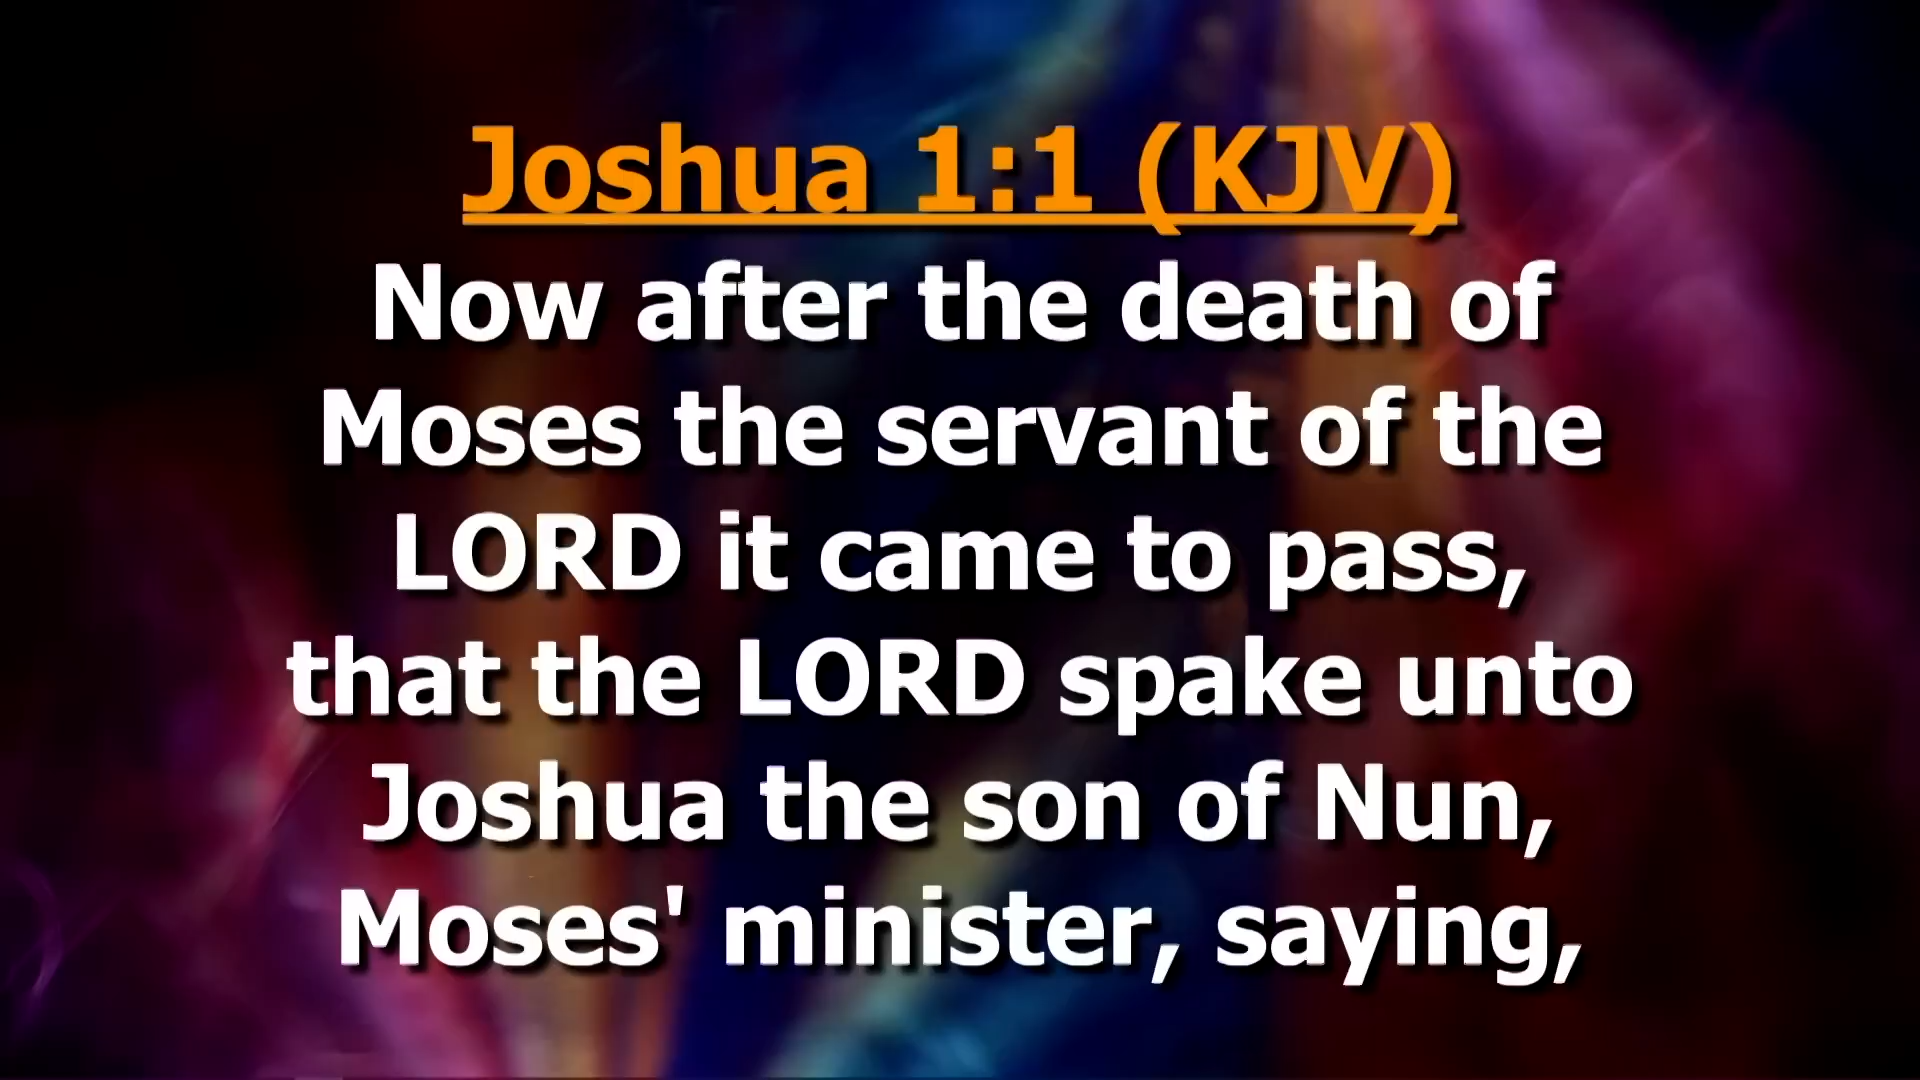 Joshua 1:1 (KJV)
Now after the death of
Moses the servant of the
LORD it came to pass,
that the LORD spake unto
Joshua the son of Nun,
Moses' minister, saying,